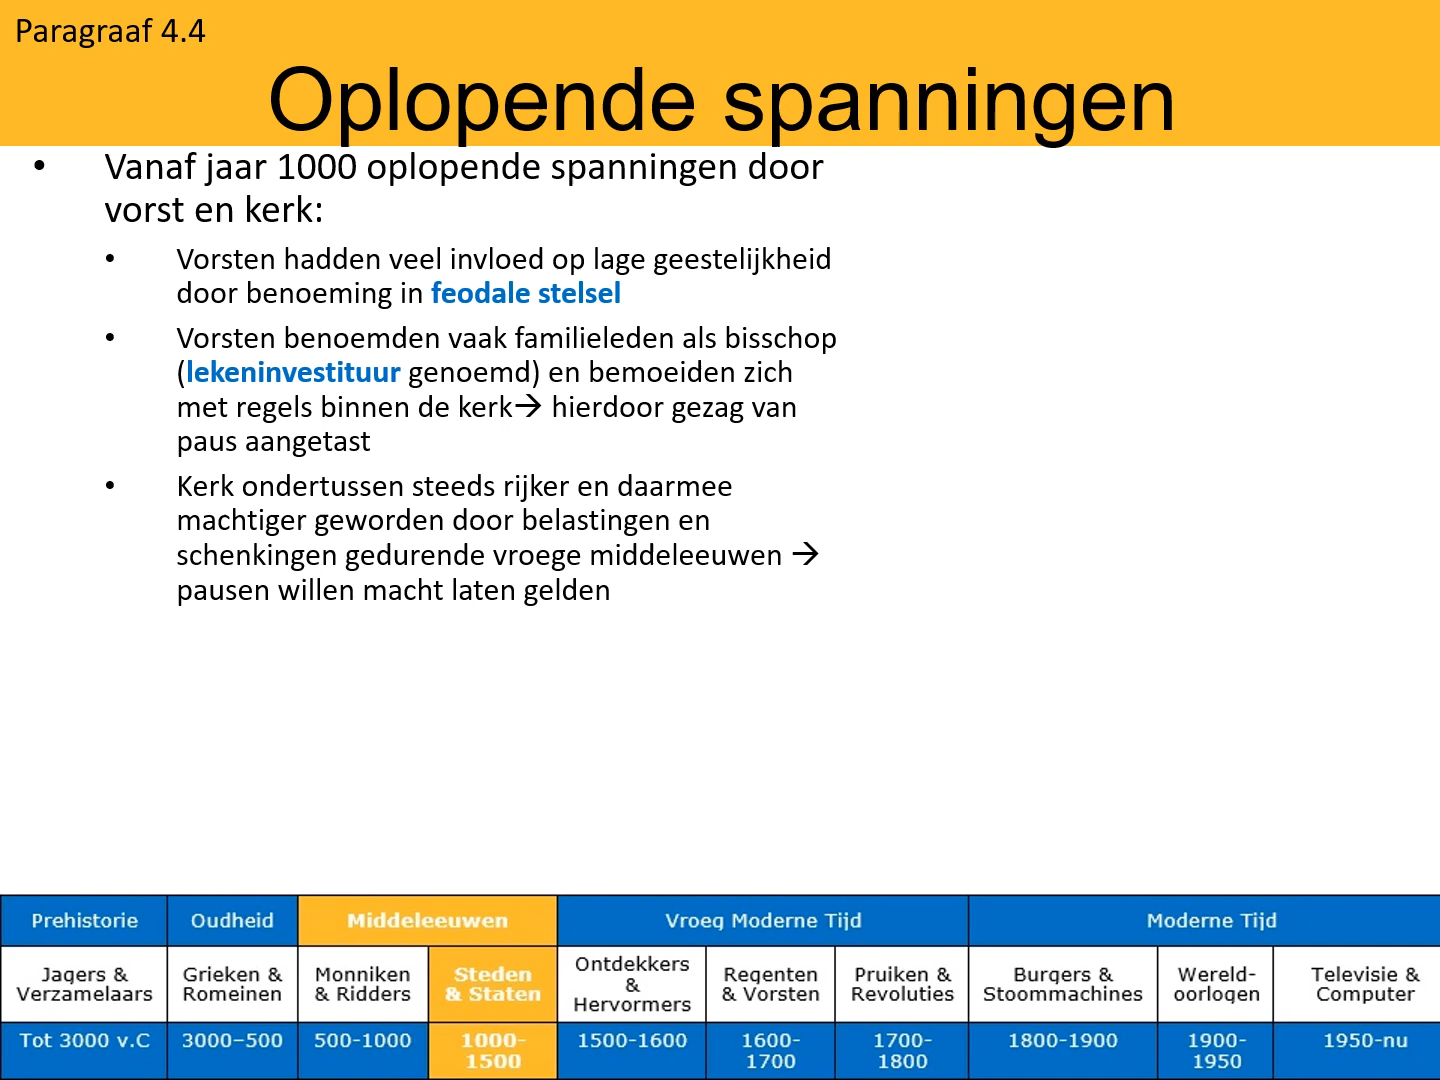 Paragraaf 4.4
Oplopende spanningen
• Vanaf jaar 1000 oplopende spanningen door
vorst en kerk:
• Vorsten hadden veel invloed op lage geestelijkheid
door benoeming in feodale stelsel
• Vorsten benoemden vaak familieleden als bisschop
(lekeninvestituur genoemd) en bemoeiden zich
met regels binnen de kerk→ hierdoor gezag van
paus aangetast
• Kerk ondertussen steeds rijker en daarmee
machtiger geworden door belastingen en
schenkingen gedurende vroege middeleeuwen →
pausen willen macht laten gelden
Prehistorie Oudheid Middeleeuwen Vroeg Moderne Tijd Moderne Tijd
Jagers &
Verzamelaars
Grieken &
Romeinen
Monniken
& Ridders
Steden
& Staten
Ontdekkers
&
Hervormers
Regenten
& Vorsten
Pruiken &
Revoluties
Burgers &
Stoommachines
Wereld-
oorlogen
Televisie &
Computer
Tot 3000 v.C
3000–500
500-1000
1000-
1500
1500-1600
1600-
1700
1700-
1800
1800-1900
1900-
1950
1950-nu